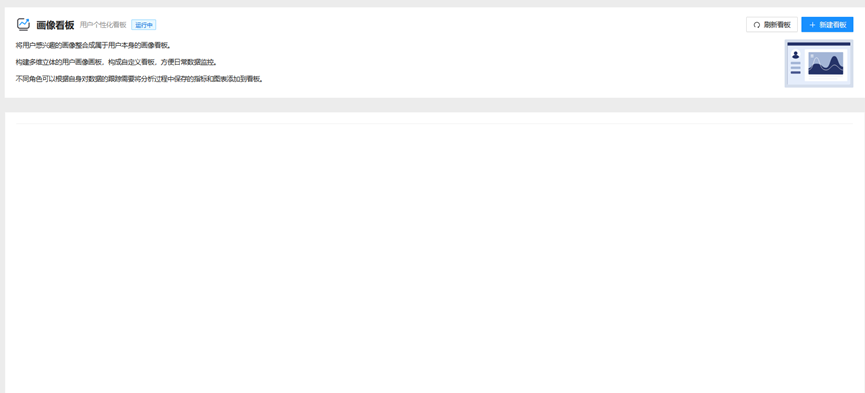 画像看板 用户个性化看板 运行中 刷新看板 新建看板
将用户感兴趣的画像整合成属于用户本身的画像看板。
构建多维立体的用户画像画板，构成自定义看板，方便日常数据监控。
不同角色可以根据自身对数据的跟踪需要将分析过程中保存的指标和图表添加到看板。